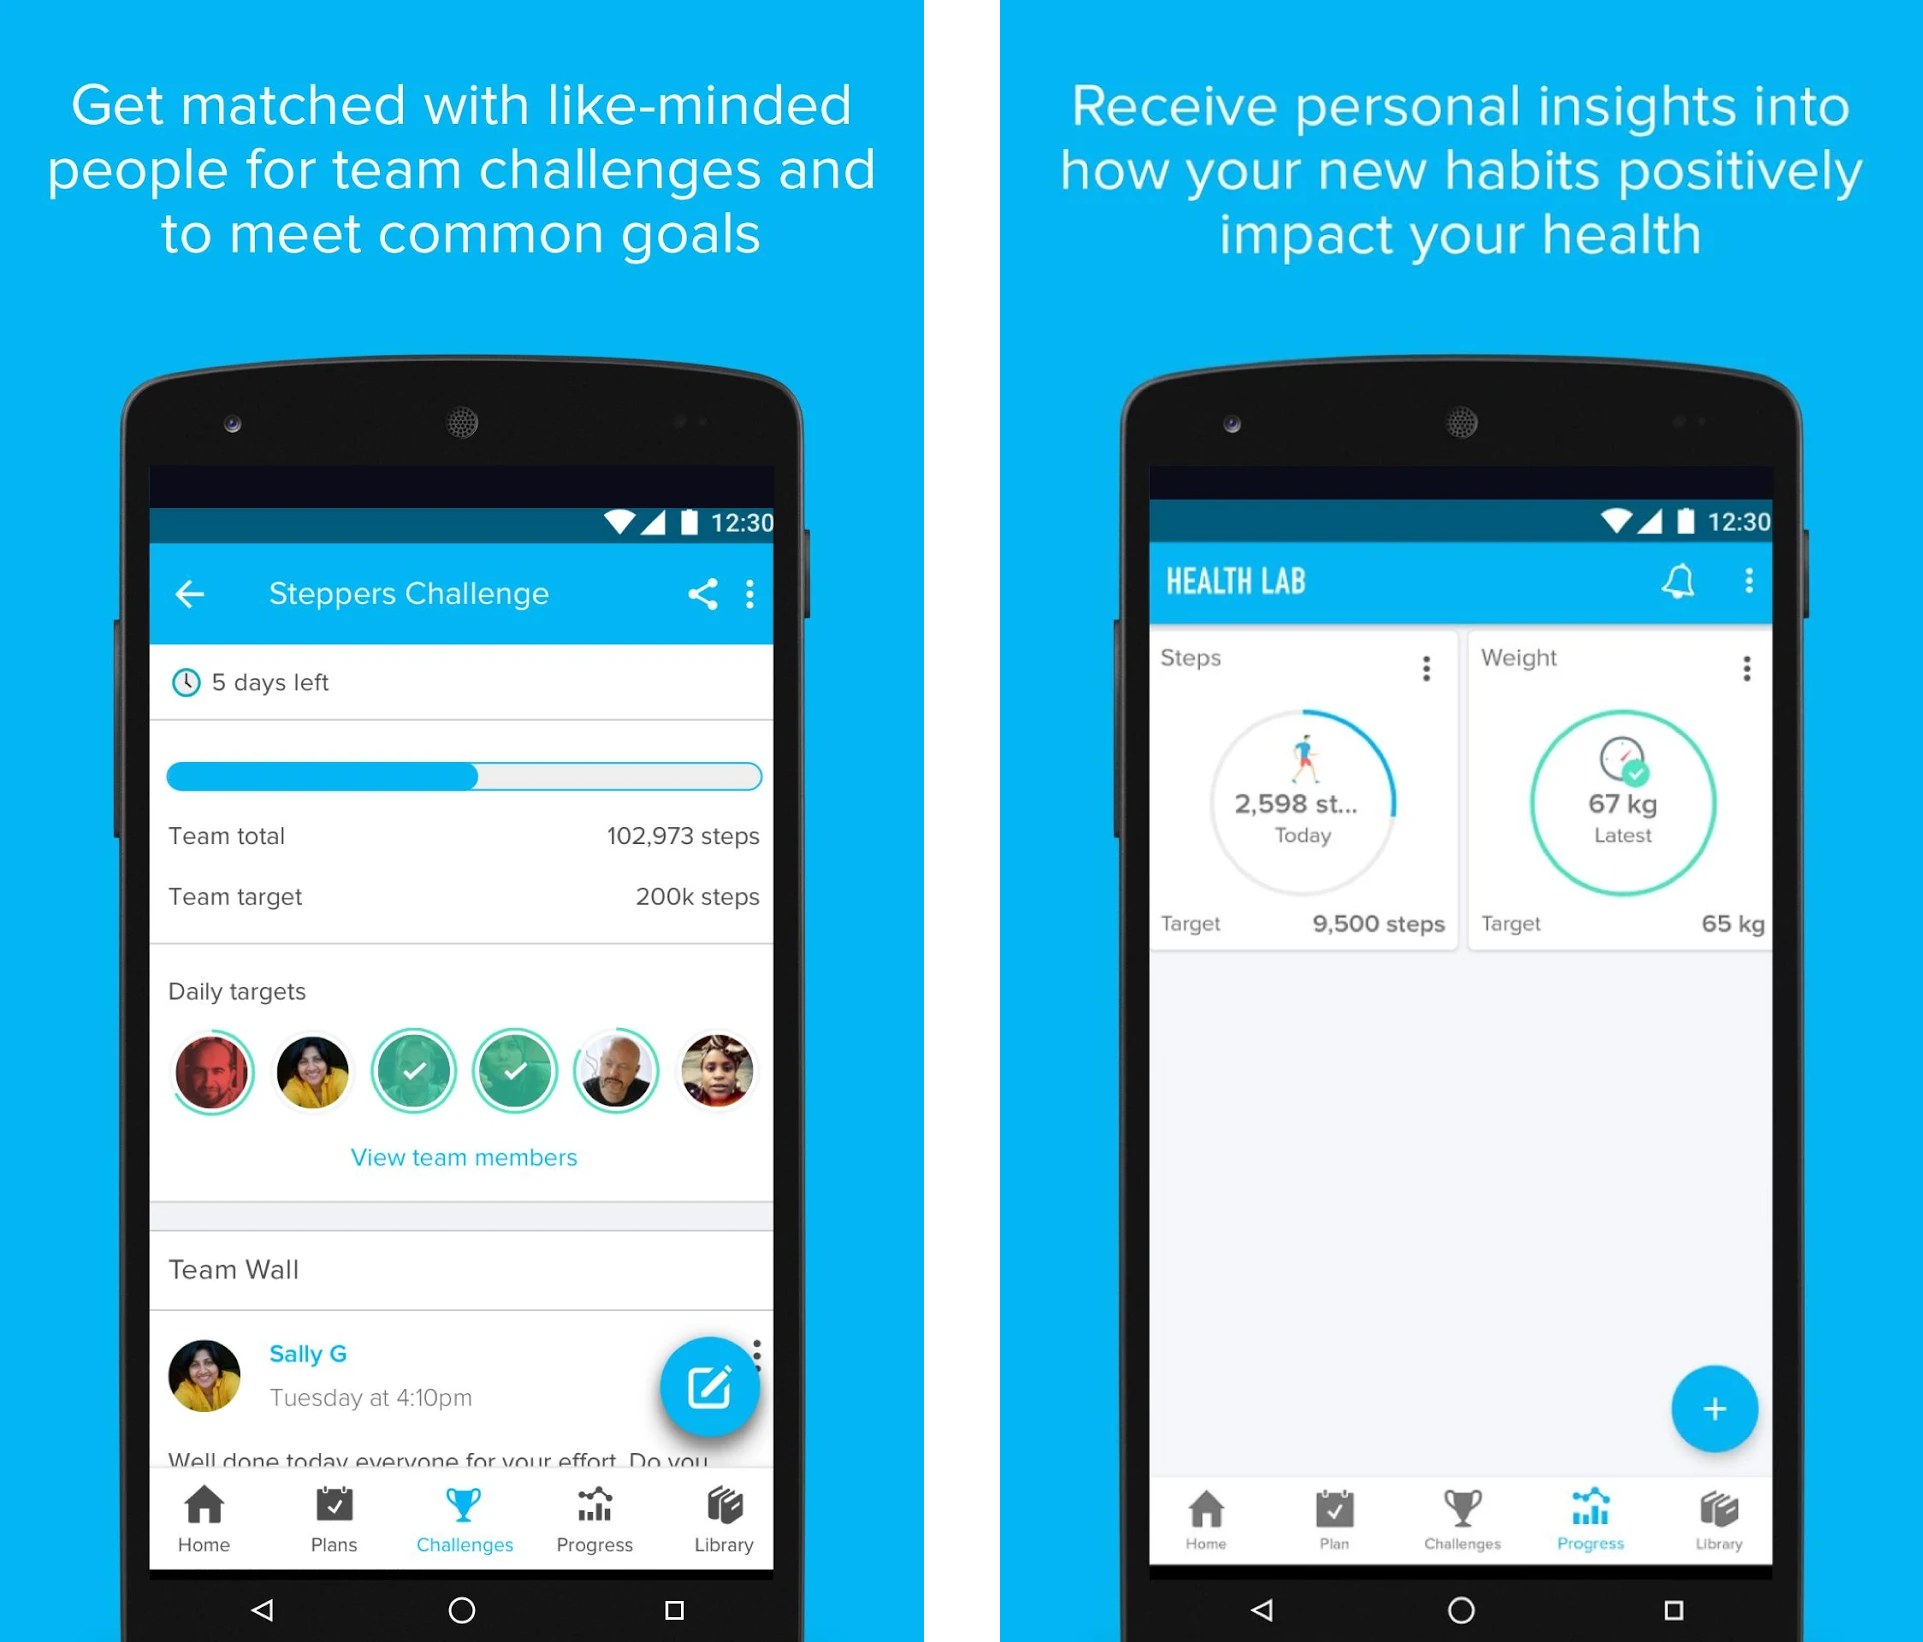 Get matched with like-minded
people for team challenges and
to meet common goals
12:30
Steppers Challenge
5 days left
Team total 102,973 steps
Team target 200k steps
Daily targets
View team members
Team Wall
Sally G
Tuesday at 4:10pm
Well done today everyone for your effort. Do you
Home Plans Challenges Progress Library
Receive personal insights into
how your new habits positively
impact your health
12:30
HEALTH LAB
Steps
2,598 st...
Today
Target 9,500 steps
Weight
67 kg
Latest
Target 65 kg
Home Plan Challenges Progress Library